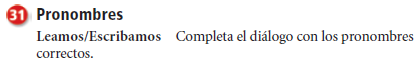 31 Pronombres
Leamos/Escribamos Completa el diálogo con los pronombres
correctos.